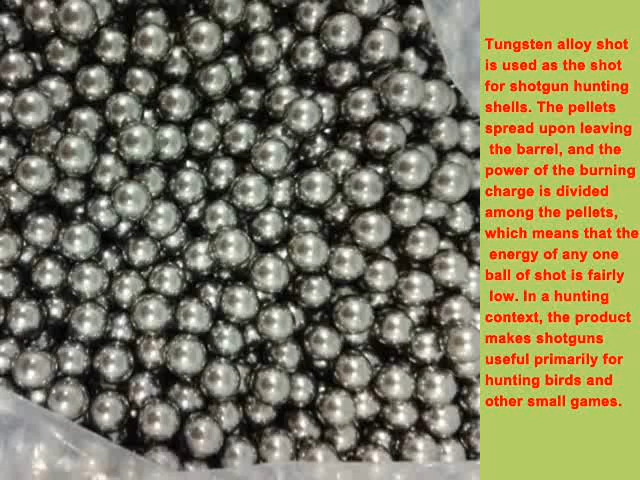 Tungsten alloy shot
is used as the shot
for shotgun hunting
shells. The pellets
spread upon leaving
the barrel, and the
power of the burning
charge is divided
among the pellets,
which means that the
energy of any one
ball of shot is fairly
low. In a hunting
context, the product
makes shotguns
useful primarily for
hunting birds and
other small games.